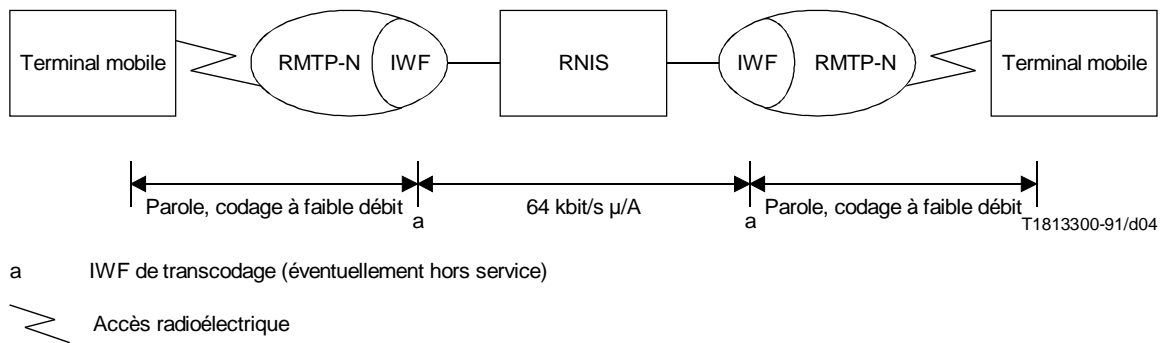 Terminal mobile RMTP-N IWF RNIS IWF RMTP-N Terminal mobile
Parole, codage à faible débit 64 kbit/s µ/A Parole, codage à faible débit
a a
T1813300-91/d04
a IWF de transcodage (éventuellement hors service)
Accès radioélectrique